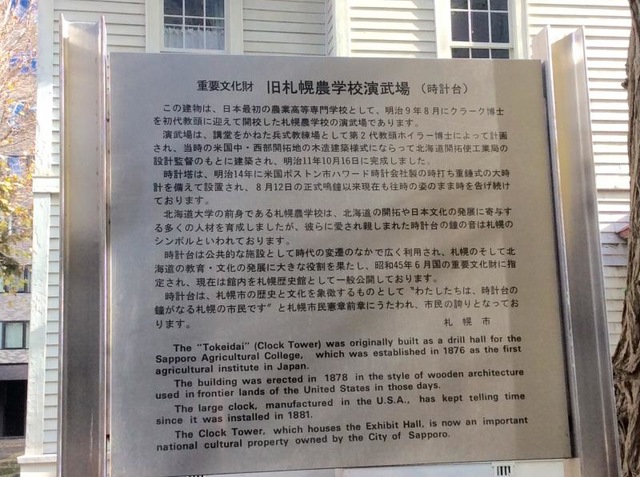 重要文化財 旧札幌農学校演武場 (時計台)
この建物は、日本最初の農業高等専門学校として、明治9年8月にクラーク博士
を初代教頭に迎えて開校した札幌農学校の演武場であります。
演武場は、講堂をかねた兵式教練場として第2代教頭ホイラー博士によって計画
され、当時の米国中・西部開拓地の木造建築様式にならって北海道開拓使工業局の
設計監督のもとに建築され、明治11年10月16日に完成しました。
時計塔は、明治14年に米国ボストン市ハワード時計会社製の時打ち重錘式の大時
計を備えて設置され、8月12日の正式鳴鐘以来現在も往時の姿のまま時を告げ続け
ております。
北海道大学の前身である札幌農学校は、北海道の開拓や日本文化の発展に寄与す
る多くの人材を育成しましたが、彼らに愛され親しまれた時計台の鐘の音は札幌の
シンボルといわれております。
時計台は公共的な施設として時代の変遷のなかで広く利用され、札幌のそして北
海道の教育・文化の発展に大きな役割を果たし、昭和45年6月国の重要文化財に指
定され、現在は館内を札幌歴史館として一般公開しております。
時計台は、札幌市の歴史と文化を象徴するものとして〝わたしたちは、時計台の
鐘がなる札幌の市民です〟と札幌市民憲章前章にうたわれ、市民の誇りとなってお
ります。 札幌市
The "Tokeidai" (Clock Tower) was originally built as a drill hall for the
Sapporo Agricultural College, which was established in 1876 as the first
agricultural institute in Japan.
The building was erected in 1878 in the style of wooden architecture
used in frontier lands of the United States in those days.
The large clock, manufactured in the U.S.A., has kept telling time
since it was installed in 1881.
The Clock Tower, which houses the Exhibit Hall, is now an important
national cultural property owned by the City of Sapporo.